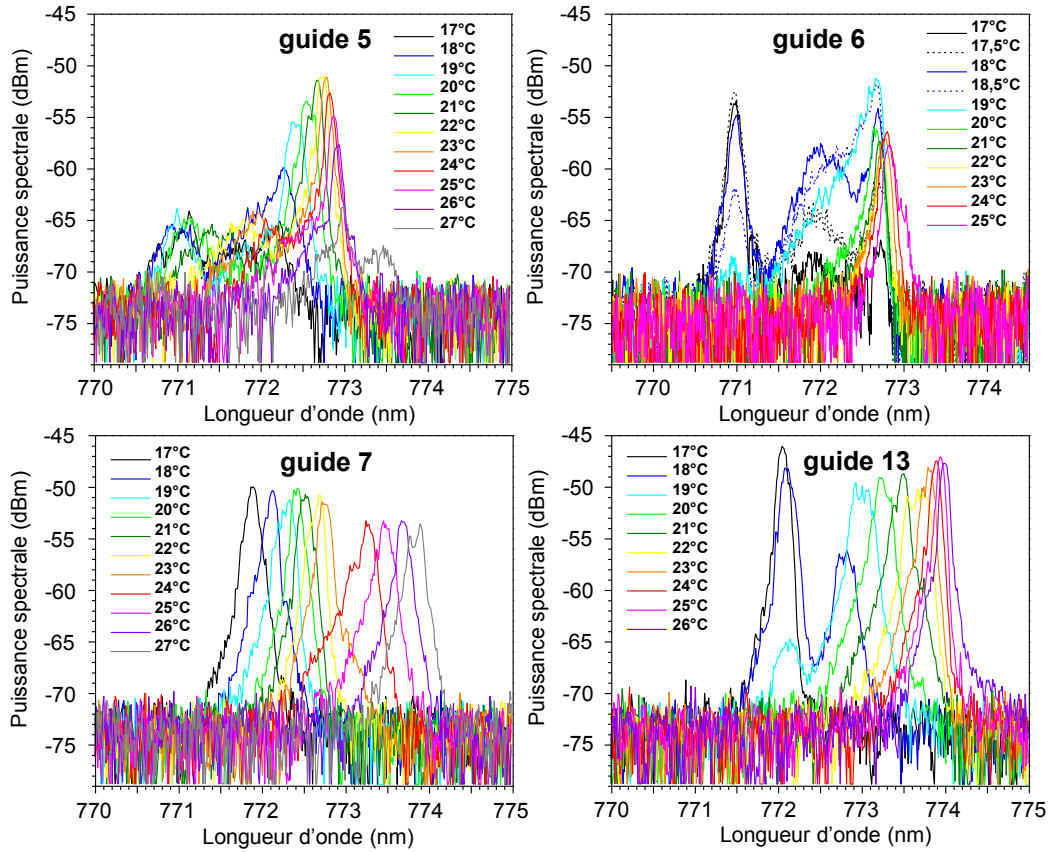 guide 5
Puissance spectrale (dBm)
-45
-50
-55
-60
-65
-70
-75
17°C
18°C
19°C
20°C
21°C
22°C
23°C
24°C
25°C
26°C
27°C
770 771 772 773 774 775
Longueur d'onde (nm)
guide 6
Puissance spectrale (dBm)
-45
-50
-55
-60
-65
-70
-75
17°C
17,5°C
18°C
18,5°C
19°C
20°C
21°C
22°C
23°C
24°C
25°C
770 771 772 773 774
Longueur d'onde (nm)
guide 7
Puissance spectrale (dBm)
-45
-50
-55
-60
-65
-70
-75
17°C
18°C
19°C
20°C
21°C
22°C
23°C
24°C
25°C
26°C
27°C
770 771 772 773 774 775
Longueur d'onde (nm)
guide 13
Puissance spectrale (dBm)
-45
-50
-55
-60
-65
-70
-75
17°C
18°C
19°C
20°C
21°C
22°C
23°C
24°C
25°C
26°C
770 771 772 773 774 775
Longueur d'onde (nm)